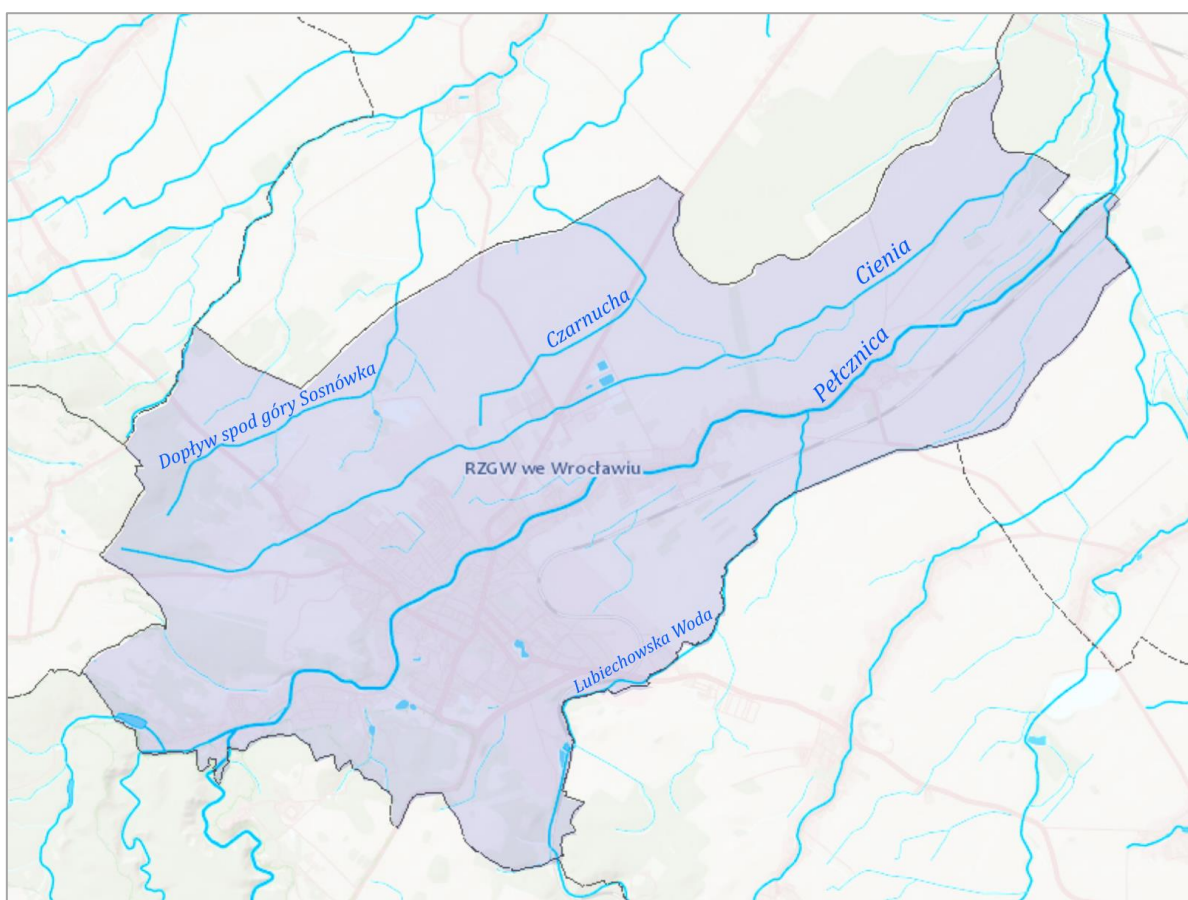 Cienia
Czarnucha
Pełcznica
Dopływ spod góry Sosnówka
RZGW we Wrocławiu
Lubiechowska Woda